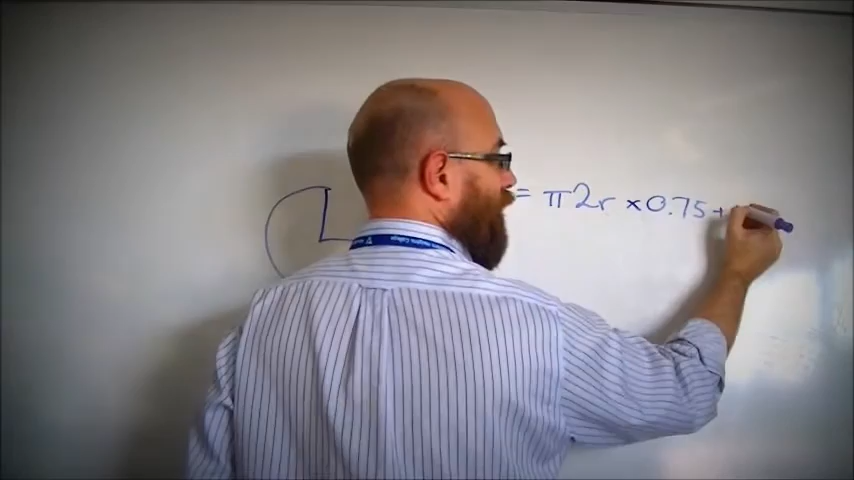 = π2r × 0.75 +